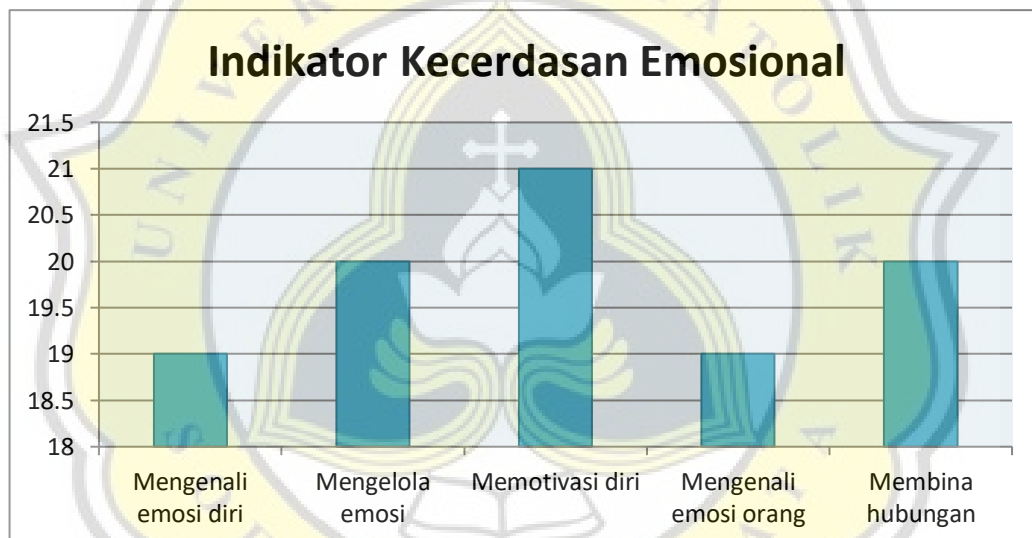 Indikator Kecerdasan Emosional
21.5
21
20.5
20
19.5
19
18.5
18
Mengenali
emosi diri
Mengelola
emosi
Memotivasi diri
Mengenali
emosi orang
Membina
hubungan